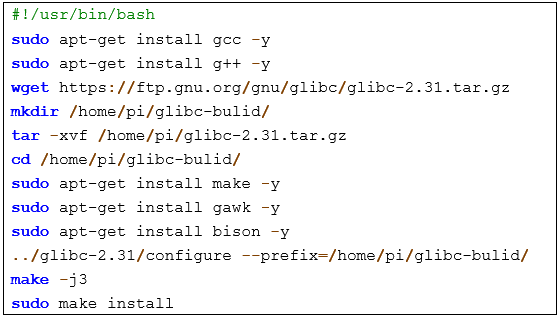 #!/usr/bin/bash
sudo apt-get install gcc -y
sudo apt-get install g++ -y
wget https://ftp.gnu.org/gnu/glibc/glibc-2.31.tar.gz
mkdir /home/pi/glibc-bulid/
tar -xvf /home/pi/glibc-2.31.tar.gz
cd /home/pi/glibc-bulid/
sudo apt-get install make -y
sudo apt-get install gawk -y
sudo apt-get install bison -y
../glibc-2.31/configure --prefix=/home/pi/glibc-bulid/
make -j3
sudo make install